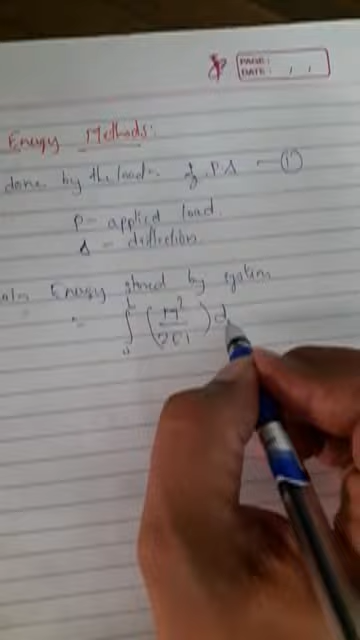 PAGE:
DATE: , ,
Energy Methods:
done by the load = ½ P.Δ — ①
P = applied load.
Δ = deflection.
Energy stored by system
= ∫₀ᴸ (M²/2EI) d